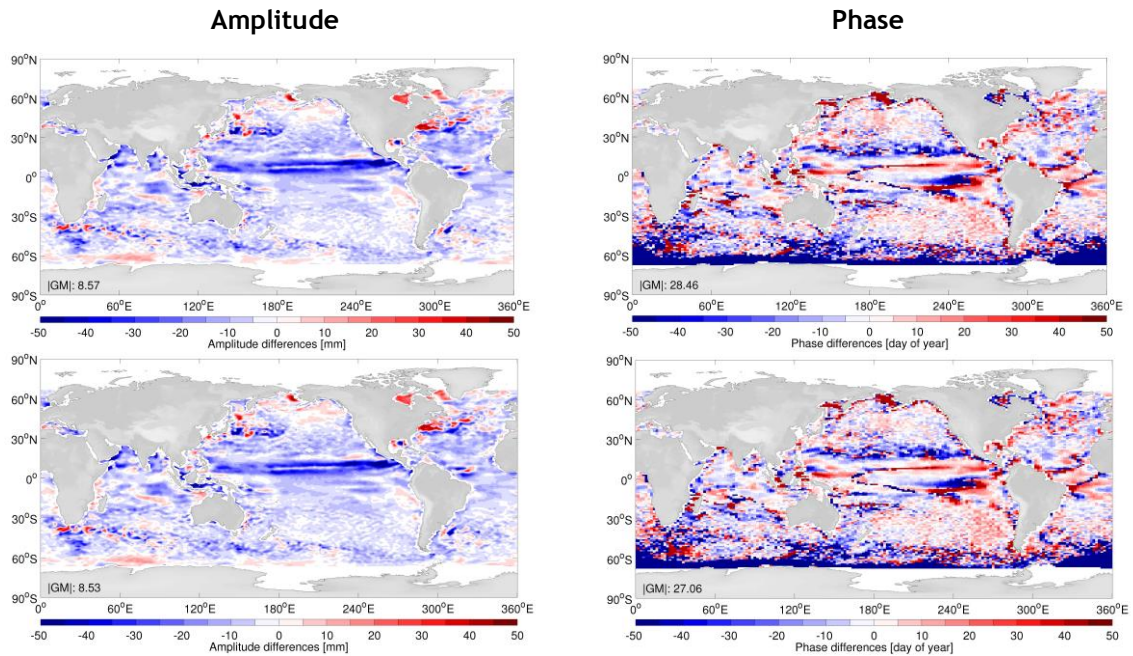 Amplitude
Phase
90°N
60°N
30°N
0°
30°S
60°S
90°S
|GM|: 8.57
0° 60°E 120°E 180°E 240°E 300°E 360°E
-50 -40 -30 -20 -10 0 10 20 30 40 50
Amplitude differences [mm]
90°N
60°N
30°N
0°
30°S
60°S
90°S
|GM|: 28.46
0° 60°E 120°E 180°E 240°E 300°E 360°E
-50 -40 -30 -20 -10 0 10 20 30 40 50
Phase differences [day of year]
90°N
60°N
30°N
0°
30°S
60°S
90°S
|GM|: 8.53
0° 60°E 120°E 180°E 240°E 300°E 360°E
-50 -40 -30 -20 -10 0 10 20 30 40 50
Amplitude differences [mm]
90°N
60°N
30°N
0°
30°S
60°S
90°S
|GM|: 27.06
0° 60°E 120°E 180°E 240°E 300°E 360°E
-50 -40 -30 -20 -10 0 10 20 30 40 50
Phase differences [day of year]